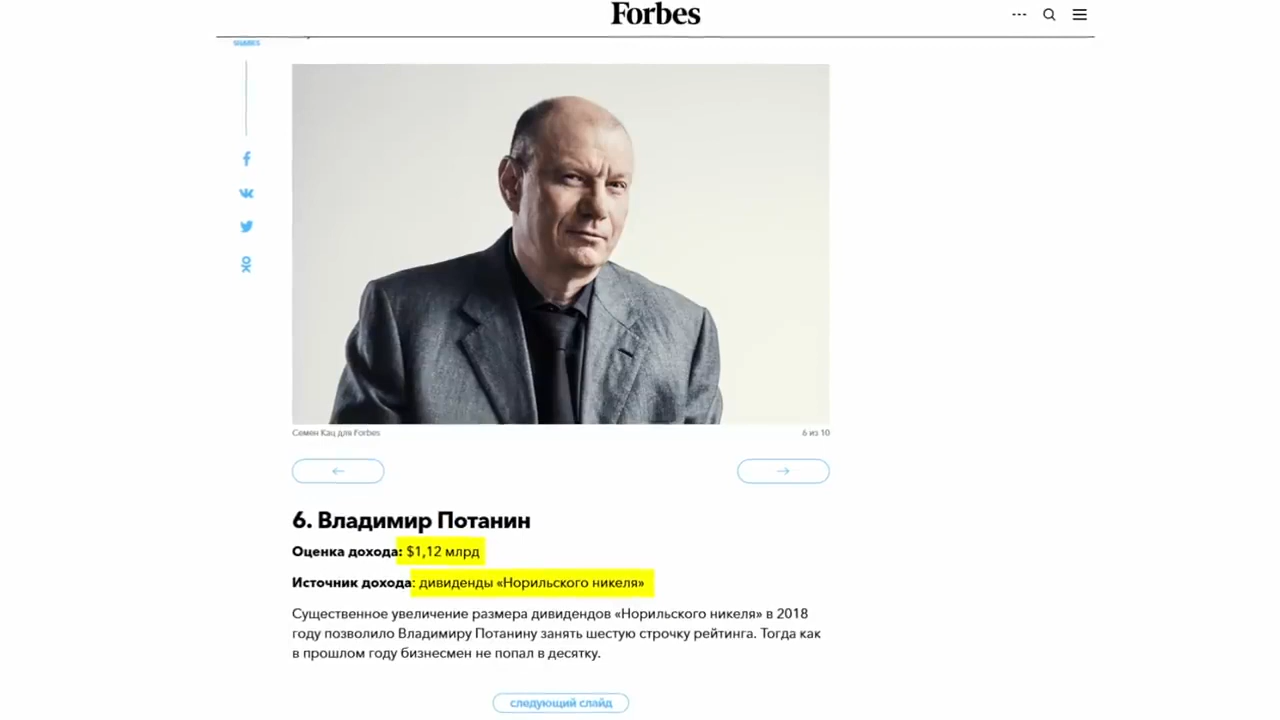 Forbes
SHARES
Семен Кац для Forbes
6 из 10
6. Владимир Потанин
Оценка дохода: $1,12 млрд
Источник дохода: дивиденды «Норильского никеля»
Существенное увеличение размера дивидендов «Норильского никеля» в 2018
году позволило Владимиру Потанину занять шестую строчку рейтинга. Тогда как
в прошлом году бизнесмен не попал в десятку.
следующий слайд